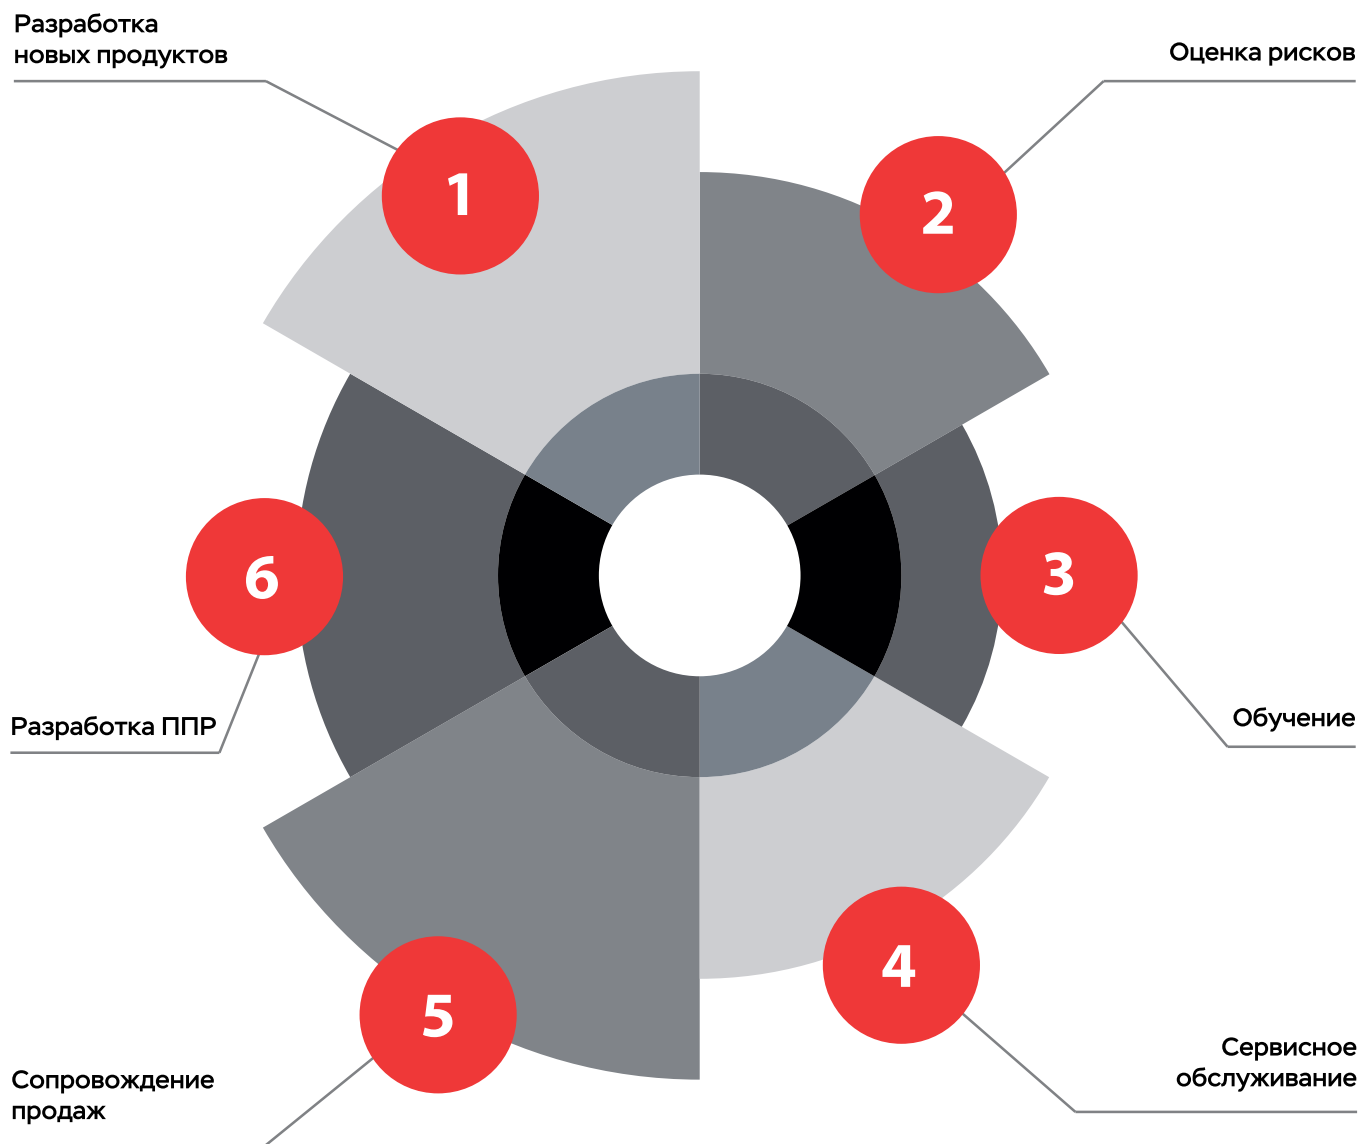 Разработка
новых продуктов
Оценка рисков
1
2
6
3
Разработка ППР
Обучение
5
4
Сопровождение
продаж
Сервисное
обслуживание